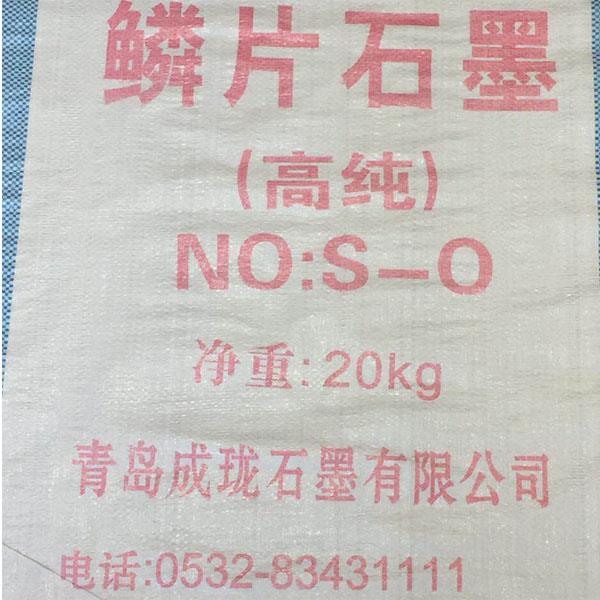 鳞片石墨
(高纯)
NO:S-O
净重:20kg
青岛成珑石墨有限公司
电话:0532-83431111